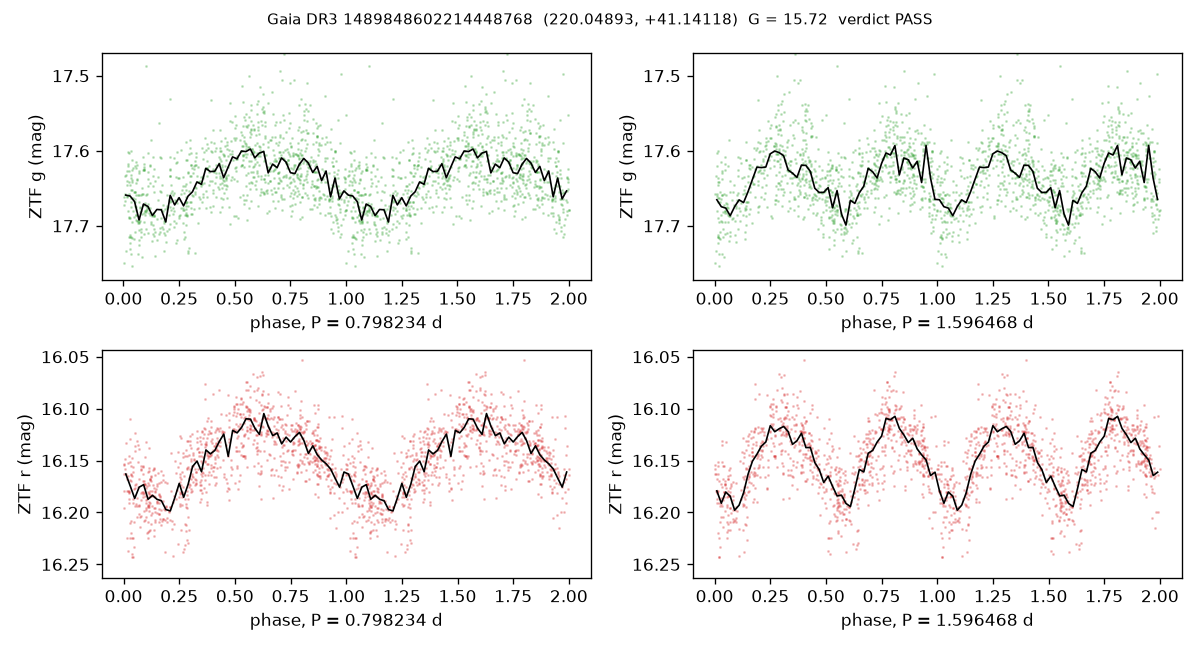 Gaia DR3 1489848602214448768  (220.04893, +41.14118)  G = 15.72  verdict PASS
ZTF g (mag)
17.5
17.6
17.7
0.00 0.25 0.50 0.75 1.00 1.25 1.50 1.75 2.00
phase, P = 0.798234 d
ZTF g (mag)
17.5
17.6
17.7
0.00 0.25 0.50 0.75 1.00 1.25 1.50 1.75 2.00
phase, P = 1.596468 d
ZTF r (mag)
16.05
16.10
16.15
16.20
16.25
0.00 0.25 0.50 0.75 1.00 1.25 1.50 1.75 2.00
phase, P = 0.798234 d
ZTF r (mag)
16.05
16.10
16.15
16.20
16.25
0.00 0.25 0.50 0.75 1.00 1.25 1.50 1.75 2.00
phase, P = 1.596468 d